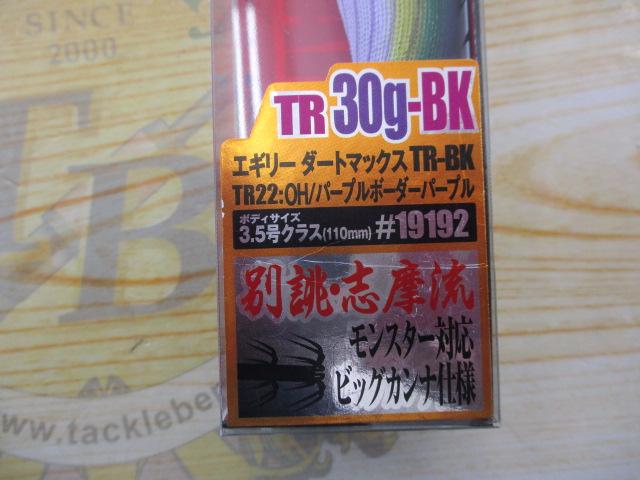 SINCE
2000
TB
TR 30g-BK
エギリー ダートマックス TR-BK
TR22:OH/パープルボーダーパープル
ボディサイズ
3.5号クラス(110mm) #19192
別誂・志摩流
モンスター対応
ビッグカンナ仕様
www.tackleber